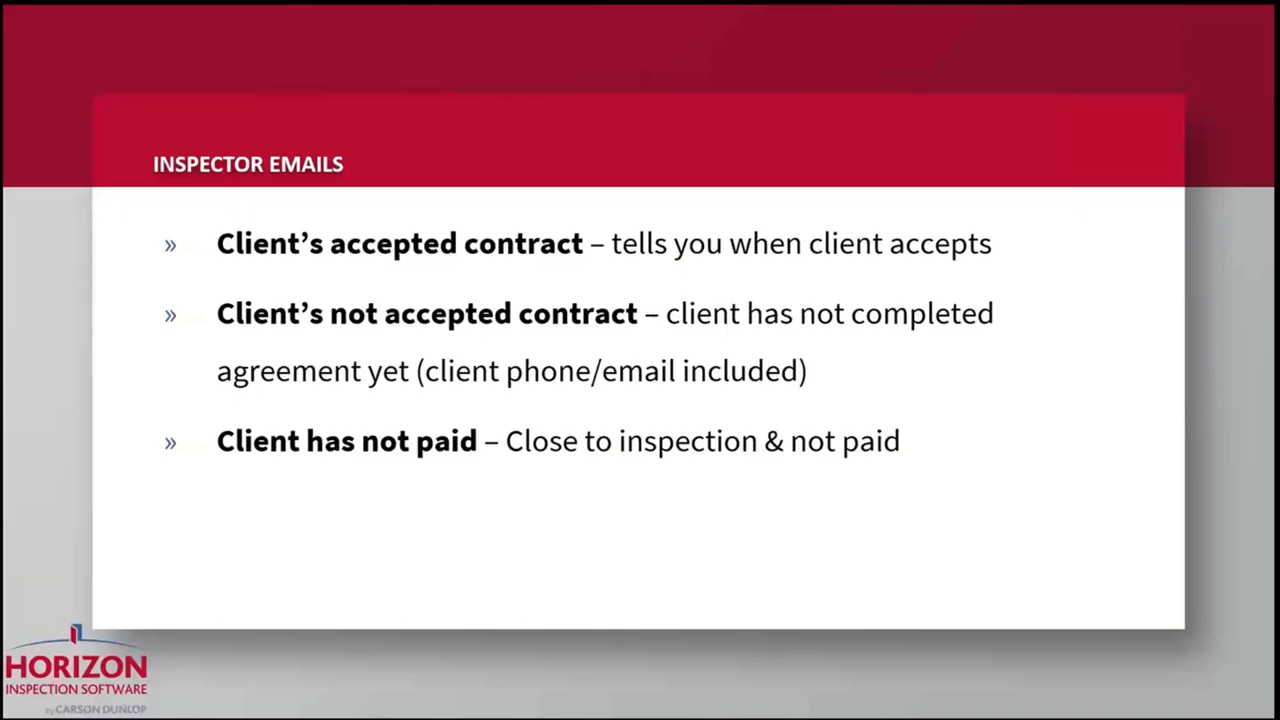 INSPECTOR EMAILS
» Client’s accepted contract – tells you when client accepts
» Client’s not accepted contract – client has not completed
agreement yet (client phone/email included)
» Client has not paid – Close to inspection & not paid
HORIZON
INSPECTION SOFTWARE
by CARSON DUNLOP